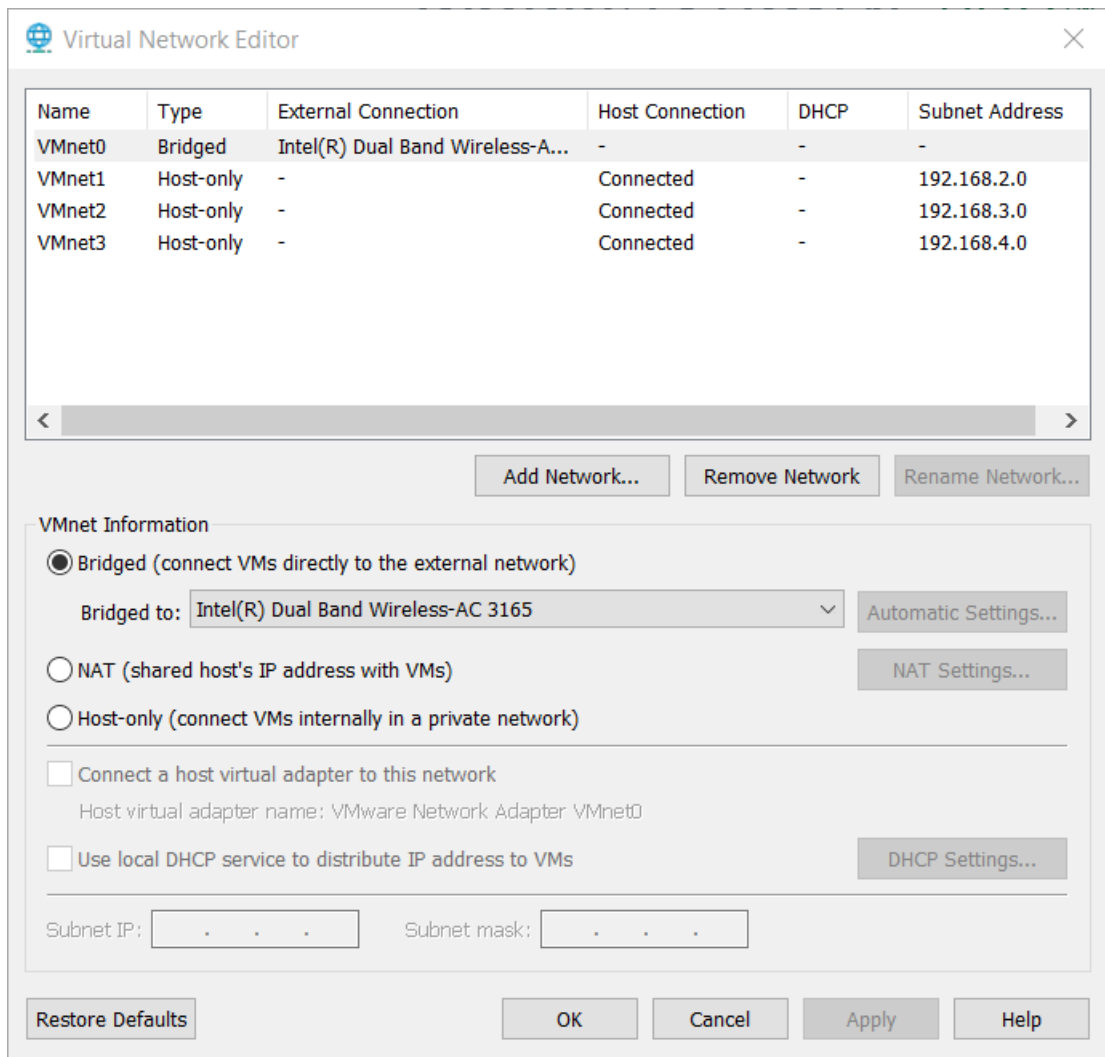 Virtual Network Editor
Name Type External Connection Host Connection DHCP Subnet Address
VMnet0 Bridged Intel(R) Dual Band Wireless-A... - - -
VMnet1 Host-only - Connected - 192.168.2.0
VMnet2 Host-only - Connected - 192.168.3.0
VMnet3 Host-only - Connected - 192.168.4.0
Add Network... Remove Network Rename Network...
VMnet Information
Bridged (connect VMs directly to the external network)
Bridged to: Intel(R) Dual Band Wireless-AC 3165 Automatic Settings...
NAT (shared host's IP address with VMs) NAT Settings...
Host-only (connect VMs internally in a private network)
Connect a host virtual adapter to this network
Host virtual adapter name: VMware Network Adapter VMnet0
Use local DHCP service to distribute IP address to VMs DHCP Settings...
Subnet IP: . . . Subnet mask: . . .
Restore Defaults OK Cancel Apply Help